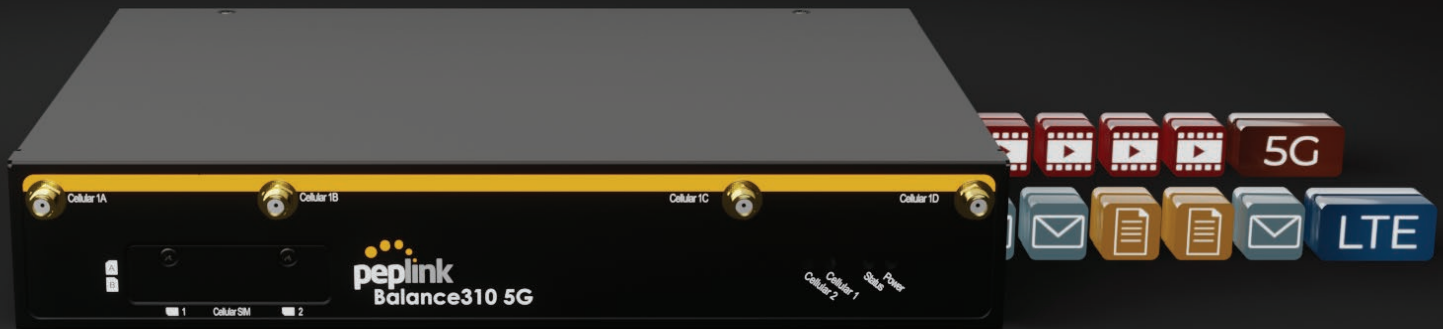 Cellular 1A
Cellular 1B
Cellular 1C
Cellular 1D
5G
LTE
A
B
peplink
Balance310 5G
Cellular 2
Cellular 1
Status
Power
1
Cellular SIM
2